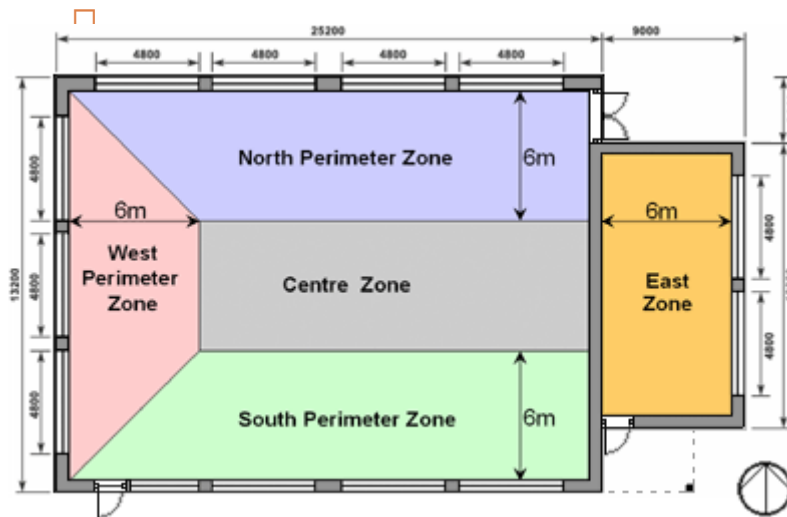 25200
9000
4800
4800
4800
4800
North Perimeter Zone
6m
4800
6m
6m
West
Perimeter
Zone
Centre Zone
East
Zone
4800
4800
13200
4800
4800
South Perimeter Zone
6m